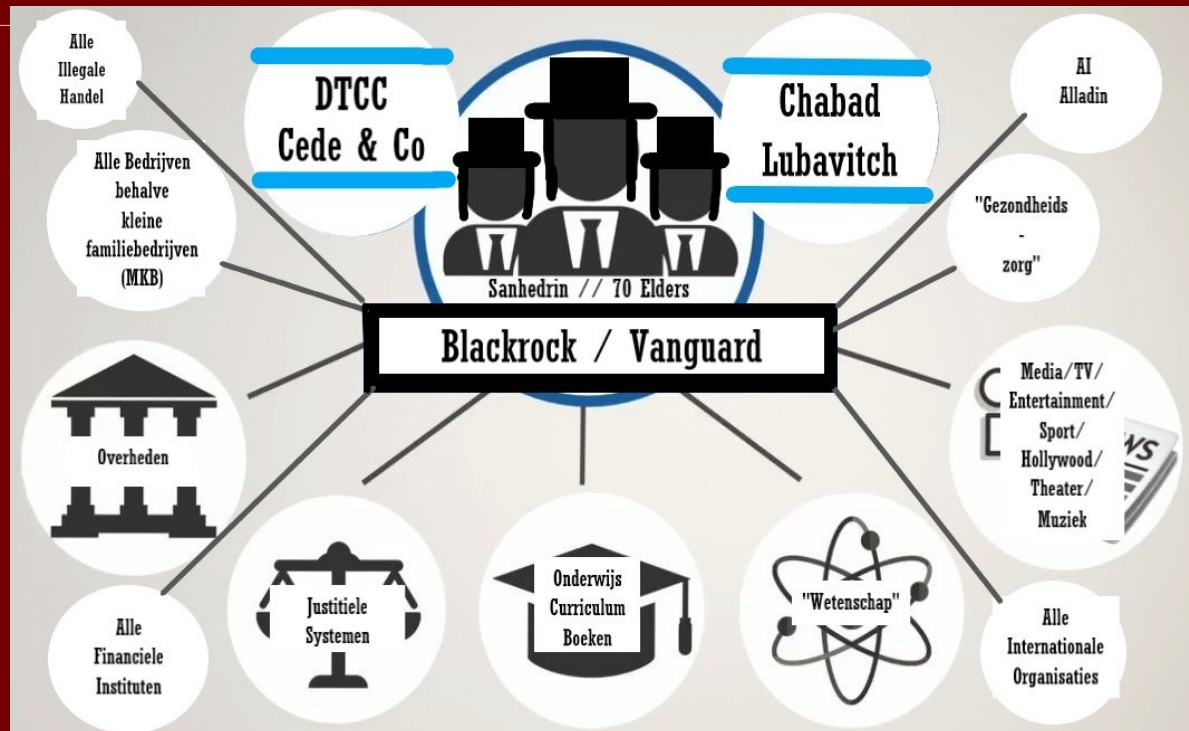 Alle
Illegale
Handel
DTCC
Cede & Co
Chabad
Lubavitch
AI
Alladin
Alle Bedrijven
behalve
kleine
familiebedrijven
(MKB)
"Gezondheids
-
zorg"
Sanhedrin // 70 Elders
Blackrock / Vanguard
Overheden
Media/TV/
Entertainment/
Sport/
Hollywood/
Theater/
Muziek
WS
Alle
Financiele
Instituten
Justitiele
Systemen
Onderwijs
Curriculum
Boeken
"Wetenschap"
Alle
Internationale
Organisaties